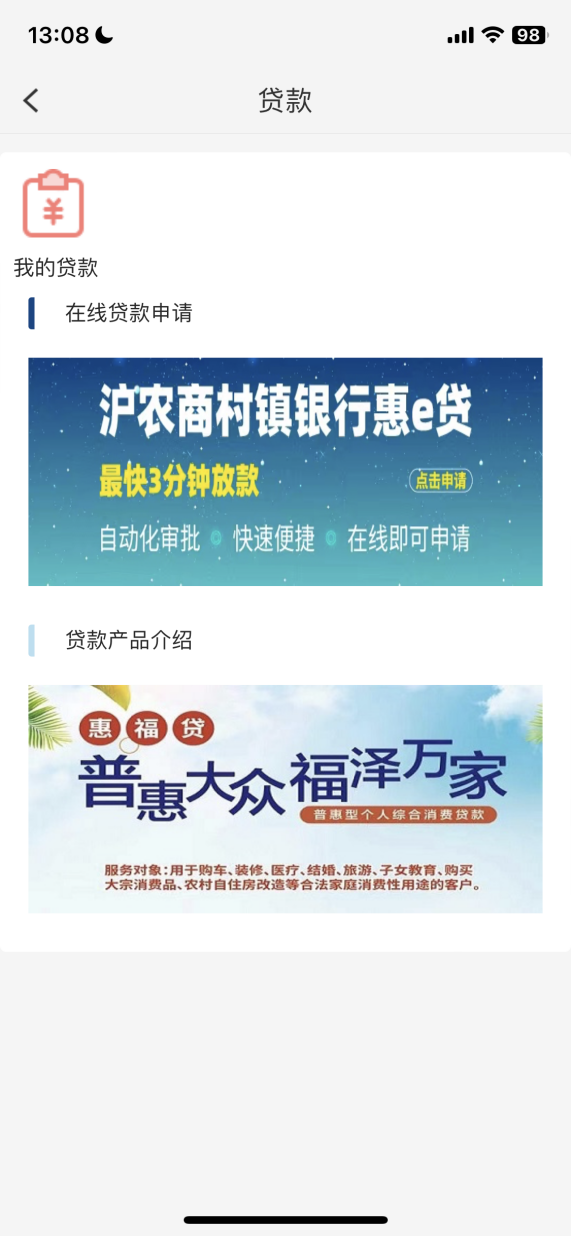 13:08
98
贷款
¥
我的贷款
在线贷款申请
沪农商村镇银行惠e贷
最快3分钟放款
点击申请
自动化审批 快速便捷 在线即可申请
贷款产品介绍
惠福贷
普惠大众福泽万家
普惠型个人综合消费贷款
服务对象:用于购车、装修、医疗、结婚、旅游、子女教育、购买
大宗消费品、农村自住房改造等合法家庭消费性用途的客户。